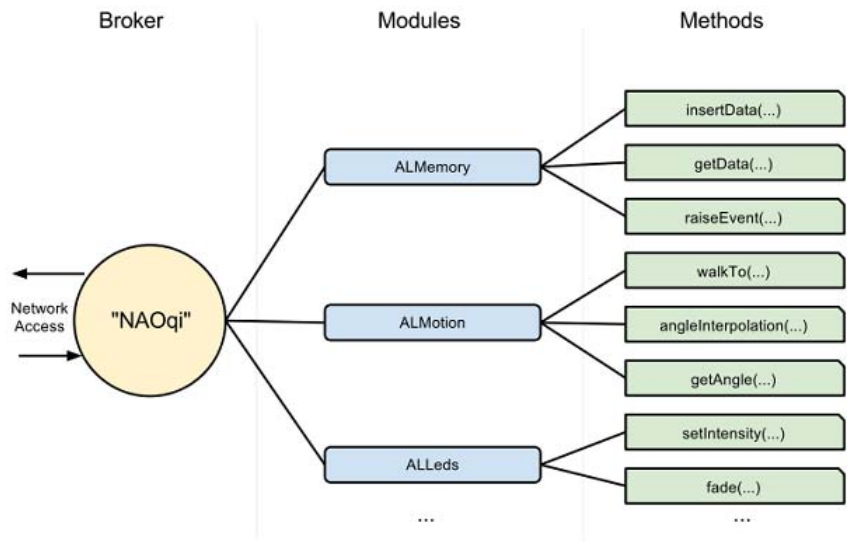 Broker
Modules
Methods
insertData(...)
ALMemory
getData(...)
raiseEvent(...)
walkTo(...)
Network
Access
"NAOqi"
ALMotion
angleInterpolation(...)
getAngle(...)
setIntensity(...)
ALLeds
fade(...)
...
...